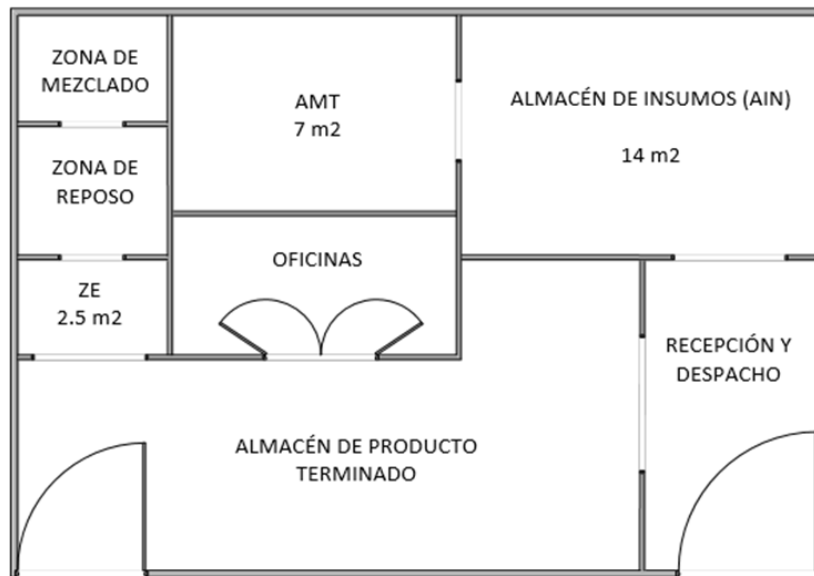 ZONA DE
MEZCLADO
AMT
7 m2
ALMACÉN DE INSUMOS (AIN)
14 m2
ZONA DE
REPOSO
OFICINAS
ZE
2.5 m2
RECEPCIÓN Y
DESPACHO
ALMACÉN DE PRODUCTO
TERMINADO